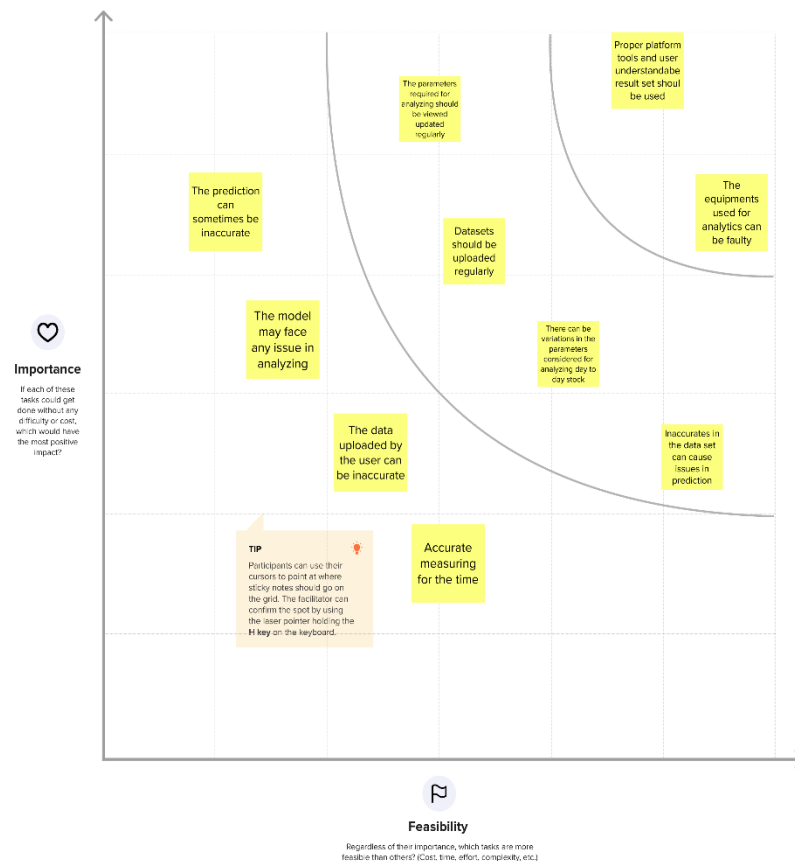 Proper platform
tools and user
understandabe
result set shoul
be used
The parameters
required for
analyzing should
be viewed
updated
regularly
The prediction
can
sometimes be
inaccurate
The
equipments
used for
analytics can
be faulty
Datasets
should be
uploaded
regularly
The model
may face
any issue in
analyzing
There can be
variations in the
parameters
considered for
analyzing day to
day stock
Importance
If each of these
tasks could get
done without any
difficulty or cost,
which would have
the most positive
impact?
The data
uploaded by
the user can
be inaccurate
Inaccurates in
the data set
can cause
issues in
prediction
TIP
Participants can use their
cursors to point at where
sticky notes should go on
the grid. The facilitator can
confirm the spot by using
the laser pointer holding the
H key on the keyboard.
Accurate
measuring
for the time
Feasibility
Regardless of their importance, which tasks are more
feasible than others? (Cost, time, effort, complexity, etc.)